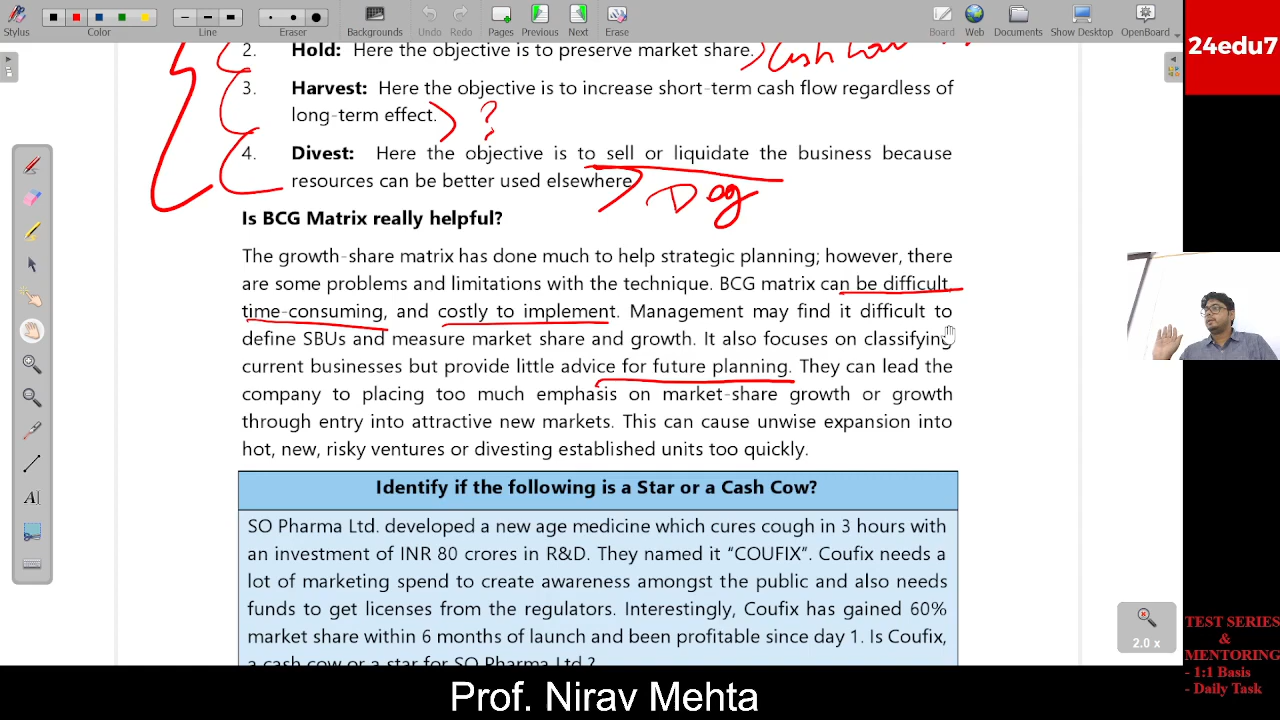 Stylus
Color
Line
Eraser
Backgrounds
Undo
Redo
Pages
Previous
Next
Erase
Board
Web
Documents
Show Desktop
OpenBoard
24edu7
2. Hold: Here the objective is to preserve market share. Cash Cow
3. Harvest: Here the objective is to increase short-term cash flow regardless of
long-term effect. ?
4. Divest: Here the objective is to sell or liquidate the business because
resources can be better used elsewhere
Dog
Is BCG Matrix really helpful?
The growth-share matrix has done much to help strategic planning; however, there
are some problems and limitations with the technique. BCG matrix can be difficult,
time-consuming, and costly to implement. Management may find it difficult to
define SBUs and measure market share and growth. It also focuses on classifying
current businesses but provide little advice for future planning. They can lead the
company to placing too much emphasis on market-share growth or growth
through entry into attractive new markets. This can cause unwise expansion into
hot, new, risky ventures or divesting established units too quickly.
Identify if the following is a Star or a Cash Cow?
SO Pharma Ltd. developed a new age medicine which cures cough in 3 hours with
an investment of INR 80 crores in R&D. They named it “COUFIX”. Coufix needs a
lot of marketing spend to create awareness amongst the public and also needs
funds to get licenses from the regulators. Interestingly, Coufix has gained 60%
market share within 6 months of launch and been profitable since day 1. Is Coufix,
a cash cow or a star for SO Pharma Ltd.?
2.0 x
TEST SERIES
&
MENTORING
- 1:1 Basis
- Daily Task
Prof. Nirav Mehta